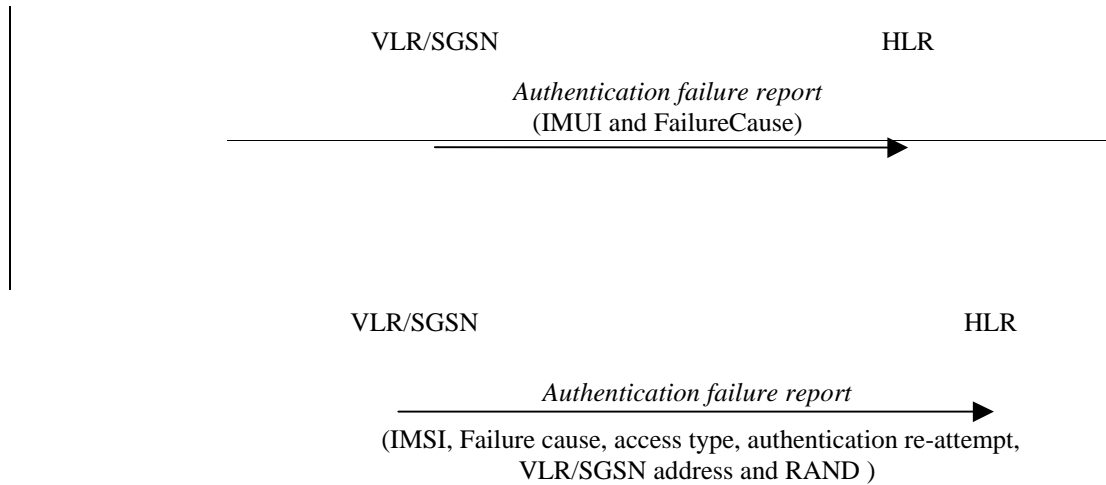 VLR/SGSN HLR
Authentication failure report
(IMUI and FailureCause)
VLR/SGSN HLR
Authentication failure report
(IMSI, Failure cause, access type, authentication re-attempt,
VLR/SGSN address and RAND )